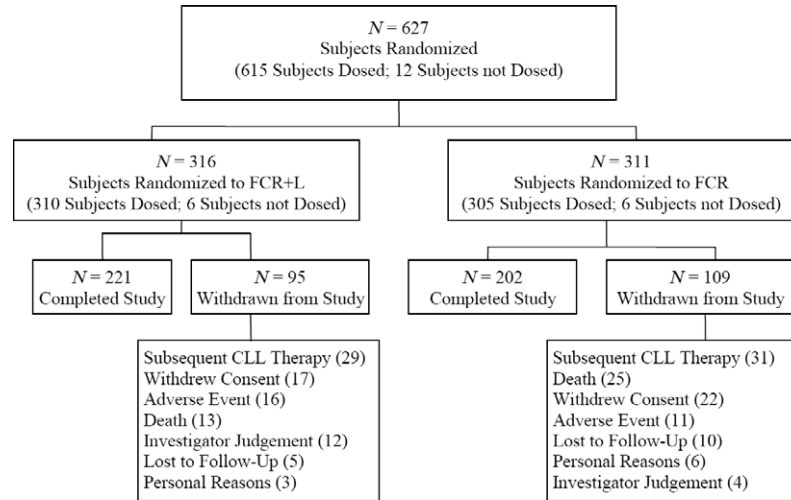 N = 627
Subjects Randomized
(615 Subjects Dosed; 12 Subjects not Dosed)
N = 316
Subjects Randomized to FCR+L
(310 Subjects Dosed; 6 Subjects not Dosed)
N = 311
Subjects Randomized to FCR
(305 Subjects Dosed; 6 Subjects not Dosed)
N = 221
Completed Study
N = 95
Withdrawn from Study
N = 202
Completed Study
N = 109
Withdrawn from Study
Subsequent CLL Therapy (29)
Withdrew Consent (17)
Adverse Event (16)
Death (13)
Investigator Judgement (12)
Lost to Follow-Up (5)
Personal Reasons (3)
Subsequent CLL Therapy (31)
Death (25)
Withdrew Consent (22)
Adverse Event (11)
Lost to Follow-Up (10)
Personal Reasons (6)
Investigator Judgement (4)